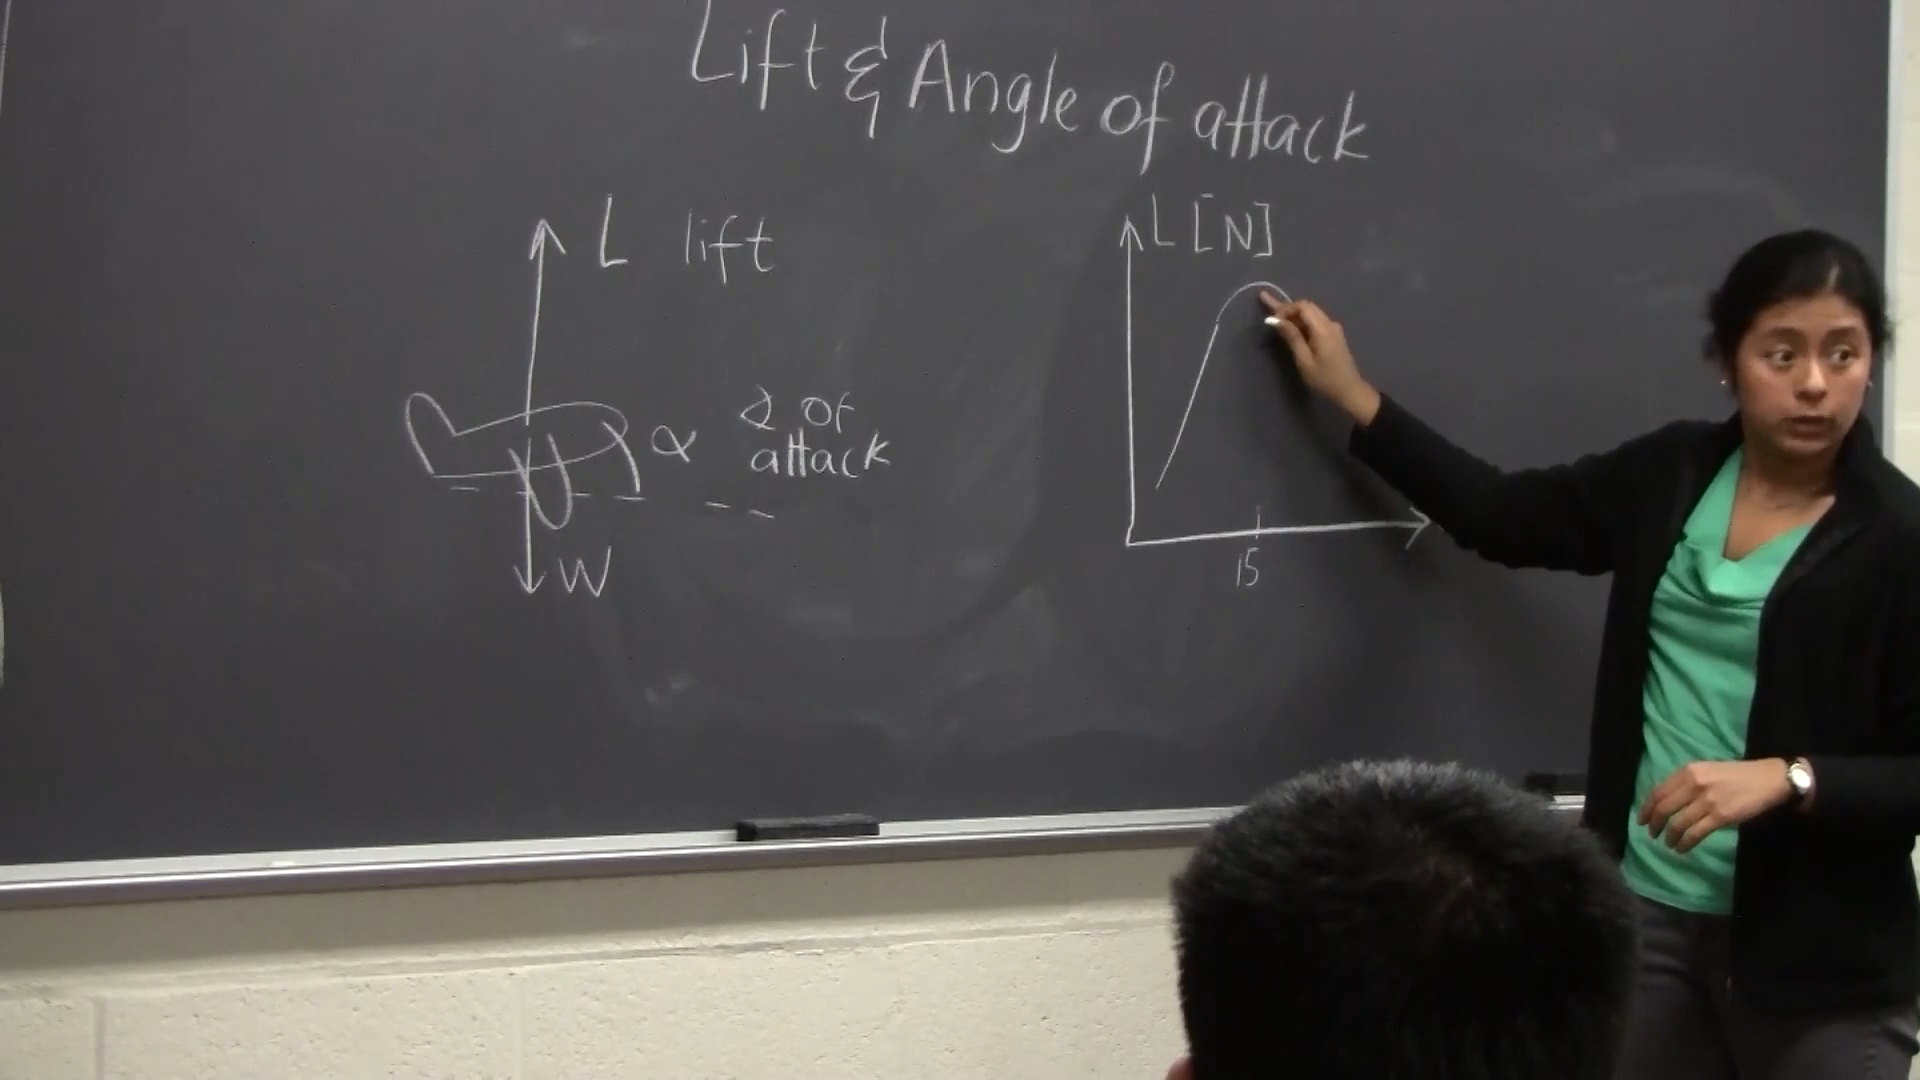 Lift & Angle of attack
L lift
α ∡ of
attack
W
L [N]
15